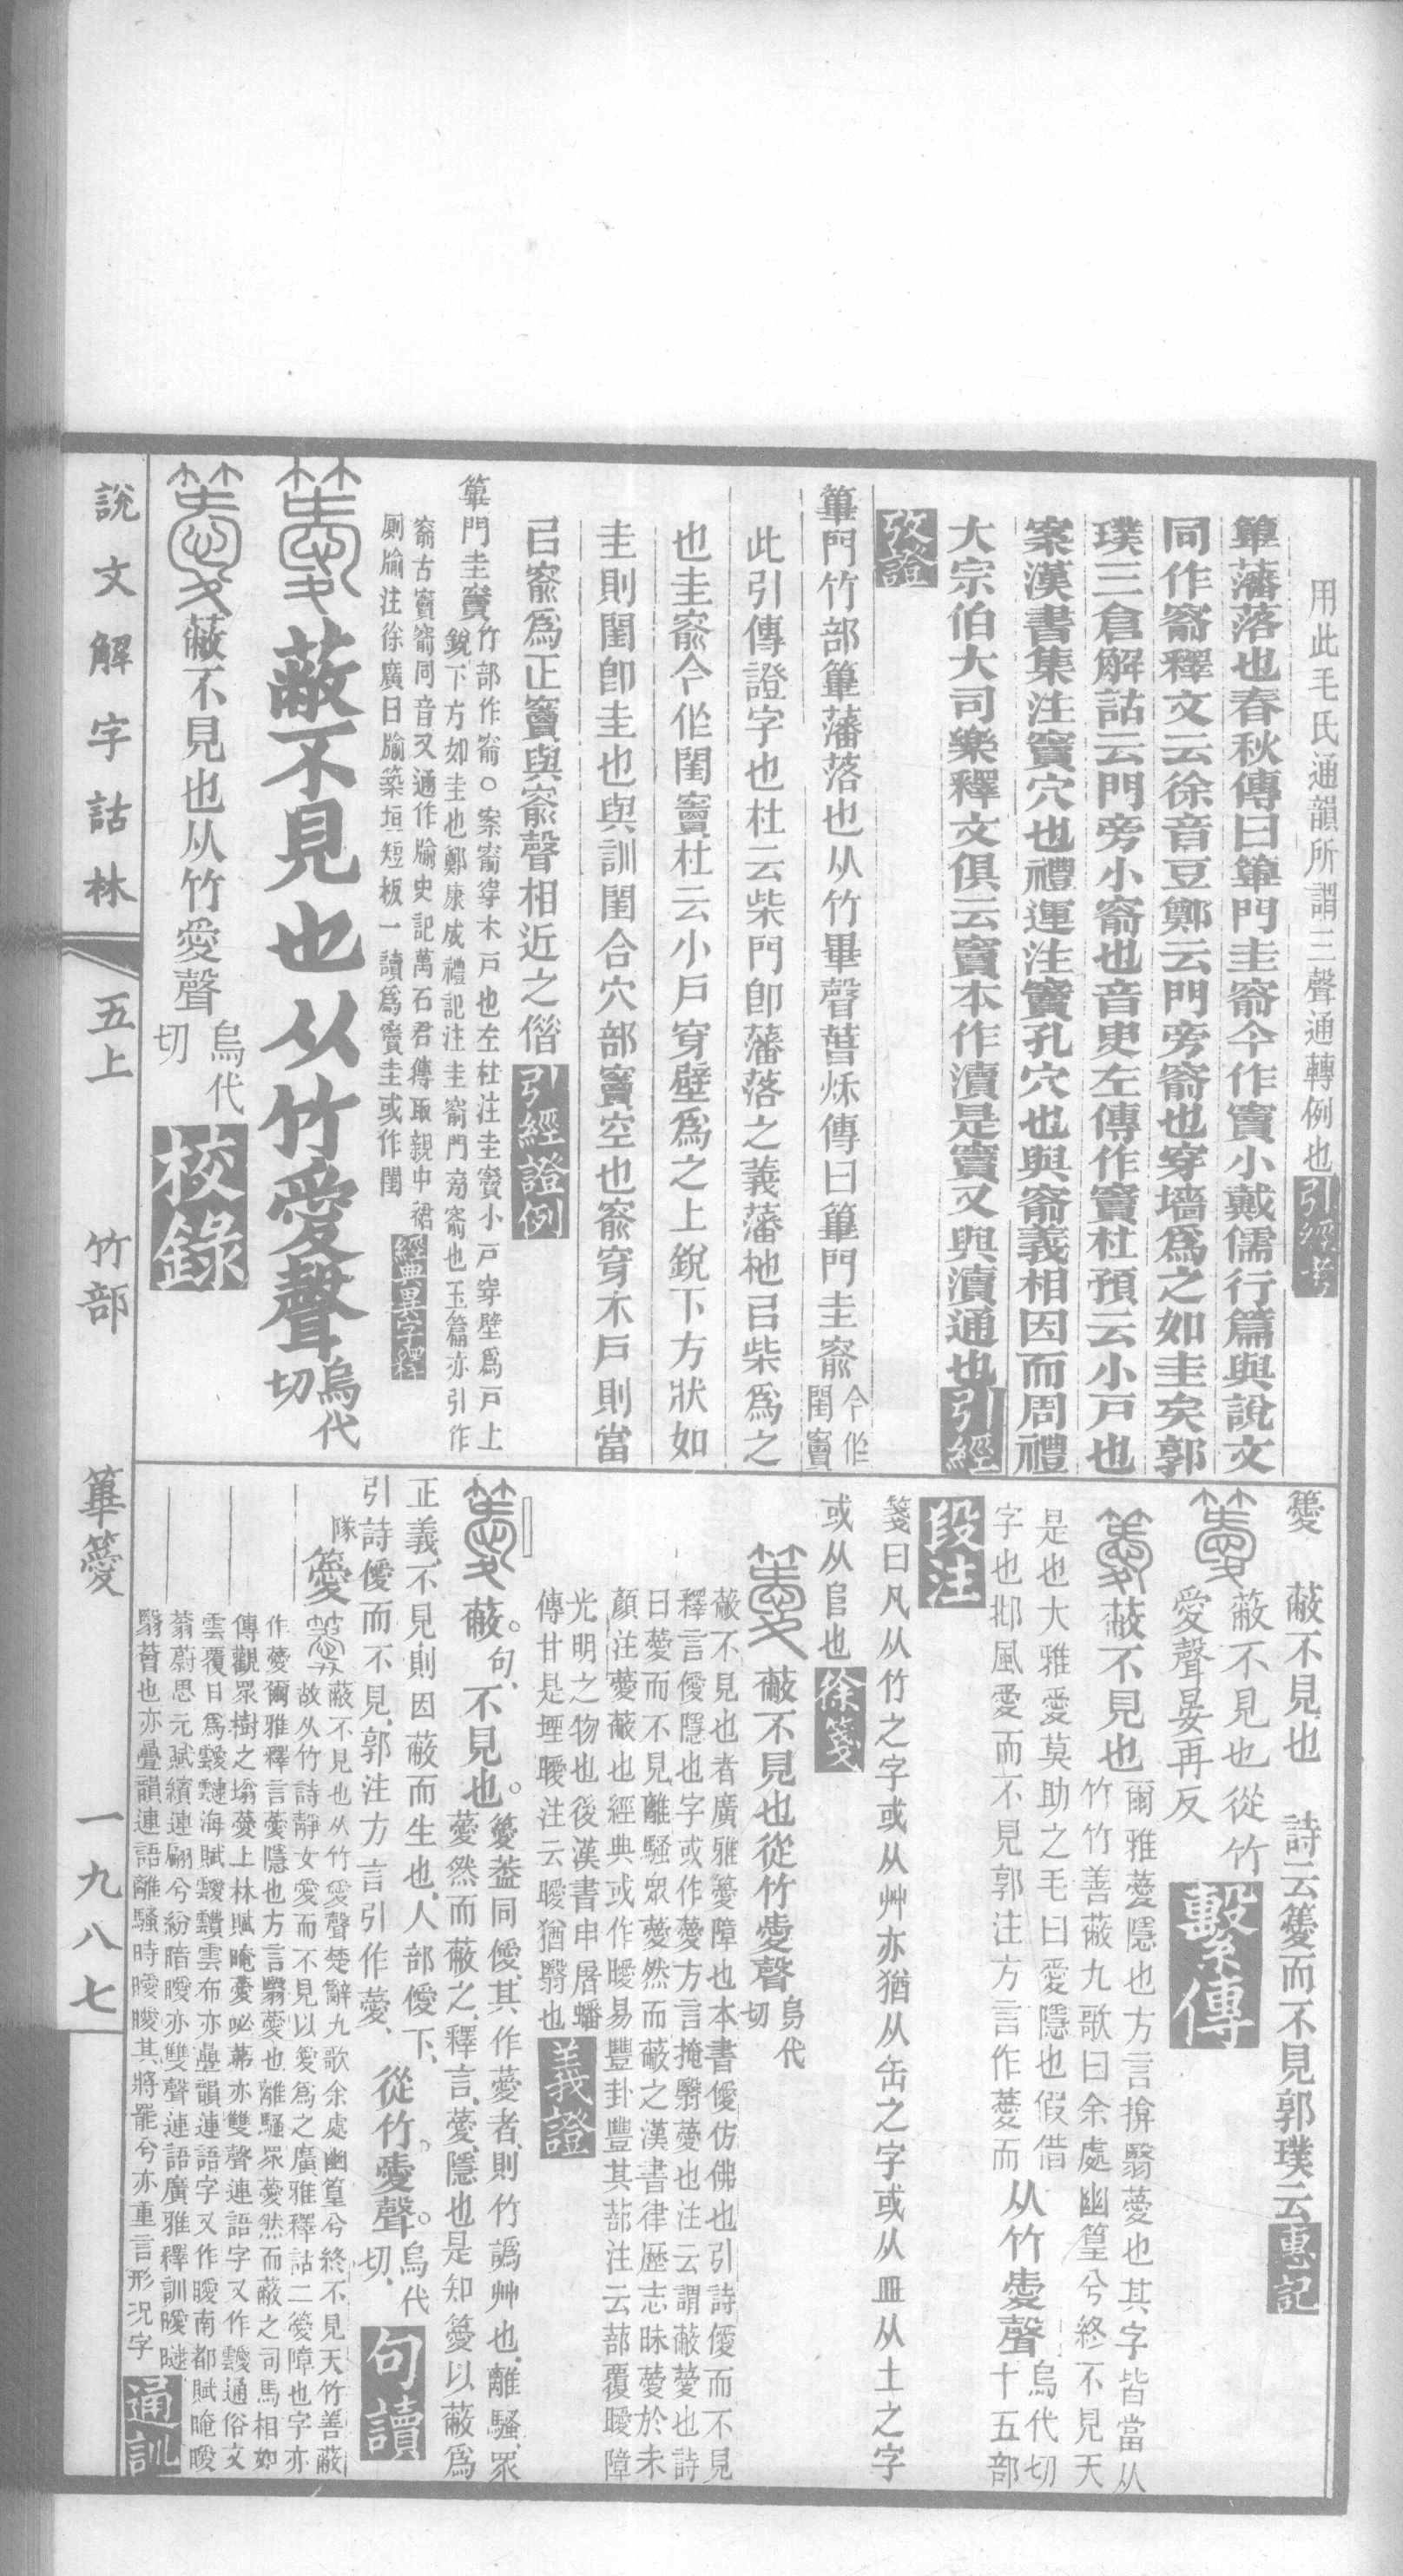 用此毛氏通韻所謂三聲通轉例也引經考
篳藩落也春秋傳曰篳門圭窬今作竇小戴儒行篇與說文
同作窬釋文云徐音豆鄭云門旁窬也穿墻爲之如圭矣郭
璞三倉解詁云門旁小窬也音臾左傳作竇杜預云小戸也
案漢書集注竇穴也禮運注竇孔穴也與窬義相因而周禮
大宗伯大司樂釋文俱云竇本作瀆是竇又與瀆通也引經
攷證
篳門竹部篳藩落也从竹畢聲萅秌傳曰篳門圭窬今作
閨竇
此引傳證字也杜云柴門卽藩落之義藩杝㠯柴爲之
也圭窬今作閨竇杜云小戶穿壁爲之上銳下方狀如
圭則閨卽圭也與訓閨合穴部竇空也窬穿木戶則當
㠯窬爲正竇與窬聲相近之偺引經證例
篳門圭竇竹部作窬○案窬穿木戸也左杜注圭竇小戸穿壁爲戸上
銳下方如圭也鄭康成禮記注圭窬門旁窬也玉篇亦引作
窬古竇窬同音又通作牏史記萬石君傳取親中裙
厠牏注徐廣曰牏築垣短板一讀爲竇圭或作閨經典異字釋
蔽不見也从竹愛聲烏代
切
蔽不見也从竹愛聲烏代
切校錄
籆 蔽不見也 詩云籆而不見郭璞云惠記
蔽不見也從竹
愛聲晏再反繫傳
蔽不見也爾雅薆隱也方言揜翳薆也其字皆當从
竹竹善蔽九歌曰余處幽篁兮終不見天
是也大雅愛莫助之毛曰愛隱也假借
字也邶風愛而不見郭注方言作薆而从竹㤅聲烏代切
十五部
段注
箋曰凡从竹之字或从艸亦猶从缶之字或从皿从土之字
或从𨸏也徐箋
蔽不見也從竹愛聲烏代
切
蔽不見也者廣雅薆障也本書僾仿佛也引詩僾而不見
釋言僾隱也字或作薆方言掩翳薆也注云謂蔽薆也詩
曰薆而不見離騷眾薆然而蔽之漢書律歷志昧薆於未
顏注薆蔽也經典或作曖易豐卦豐其蔀注云蔀覆曖障
光明之物也後漢書申屠蟠
傳甘是堙曖注云曖猶翳也義證
蔽。句、不見也。籆葢同僾、其作薆者、則竹譌艸也、離騷、眾
薆然而蔽之、釋言、薆、隱也是知籆以蔽爲
正義、不見則因蔽而生也、人部僾下、
引詩僾而不見、郭注方言引作薆、從竹。愛聲。烏代
切、句讀
隊籆蔽不見也从竹愛聲楚辭九歌余處幽篁兮終不見天竹善蔽
故从竹詩靜女愛而不見以愛爲之廣雅釋詁二籆障也字亦
作薆爾雅釋言薆隱也方言翳薆也離騷眾薆然而蔽之司馬相如
傳觀眾樹之塕薆上林賦晻薆咇茀亦雙聲連語字又作靉通俗文
雲覆日爲靉靆海賦靉靅雲布亦疊韻連語字又作曖南都賦晻曖
蓊蔚思元賦繽連翩兮紛暗曖亦雙聲連語廣雅釋訓曖曃
翳薈也亦疊韻連語離騷時曖曖其將罷兮亦重言形況字通訓
說文解字詁林 五上 竹部 篳籆 一九八七